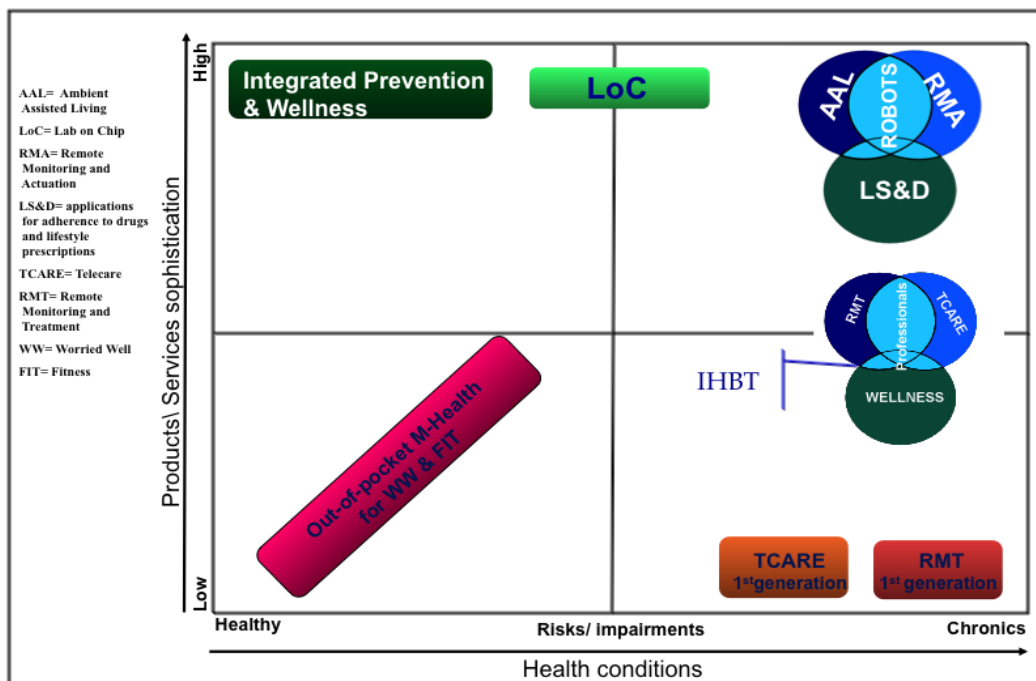 AAL= Ambient
Assisted Living
LoC= Lab on Chip
RMA= Remote
Monitoring and
Actuation
LS&D= applications
for adherence to drugs
and lifestyle
prescriptions
TCARE= Telecare
RMT= Remote
Monitoring and
Treatment
WW= Worried Well
FIT= Fitness
Products\ Services sophistication
High
Low
Integrated Prevention
& Wellness
LoC
AAL
ROBOTS
RMA
LS&D
RMT
Professionals
TCARE
WELLNESS
IHBT
Out-of-pocket M-Health
for WW & FIT
TCARE
1st generation
RMT
1st generation
Healthy
Risks/ impairments
Chronics
Health conditions